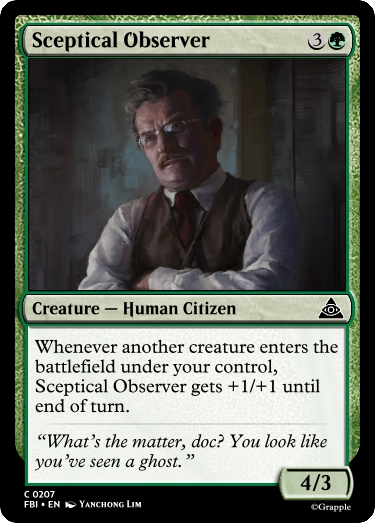 Sceptical Observer 3
Creature — Human Citizen
Whenever another creature enters the
battlefield under your control,
Sceptical Observer gets +1/+1 until
end of turn.
“What’s the matter, doc? You look like
you’ve seen a ghost.”
4/3
C 0207
FBI • EN Yanchong Lim
©Grapple